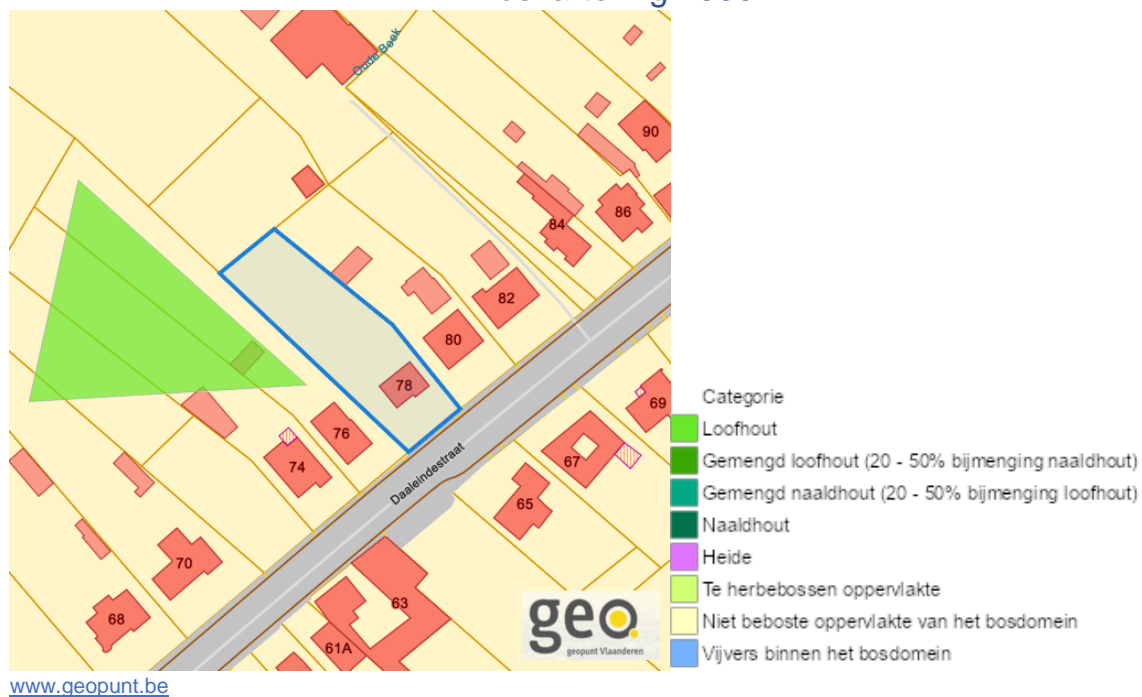 Oude Beek
90
86
84
82
80
78
76
74
70
68
69
67
65
63
61A
Daaleindestraat
geo.
geopunt Vlaanderen
Categorie
Loofhout
Gemengd loofhout (20 - 50% bijmenging naaldhout)
Gemengd naaldhout (20 - 50% bijmenging loofhout)
Naaldhout
Heide
Te herbebossen oppervlakte
Niet beboste oppervlakte van het bosdomein
Vijvers binnen het bosdomein
www.geopunt.be